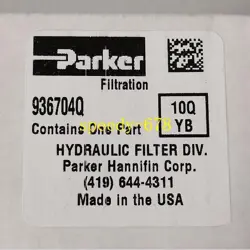 Parker
Filtration
936704Q
10Q
YB
Contains One Part
HYDRAULIC FILTER DIV.
Parker Hannifin Corp.
(419) 644-4311
Made in the USA